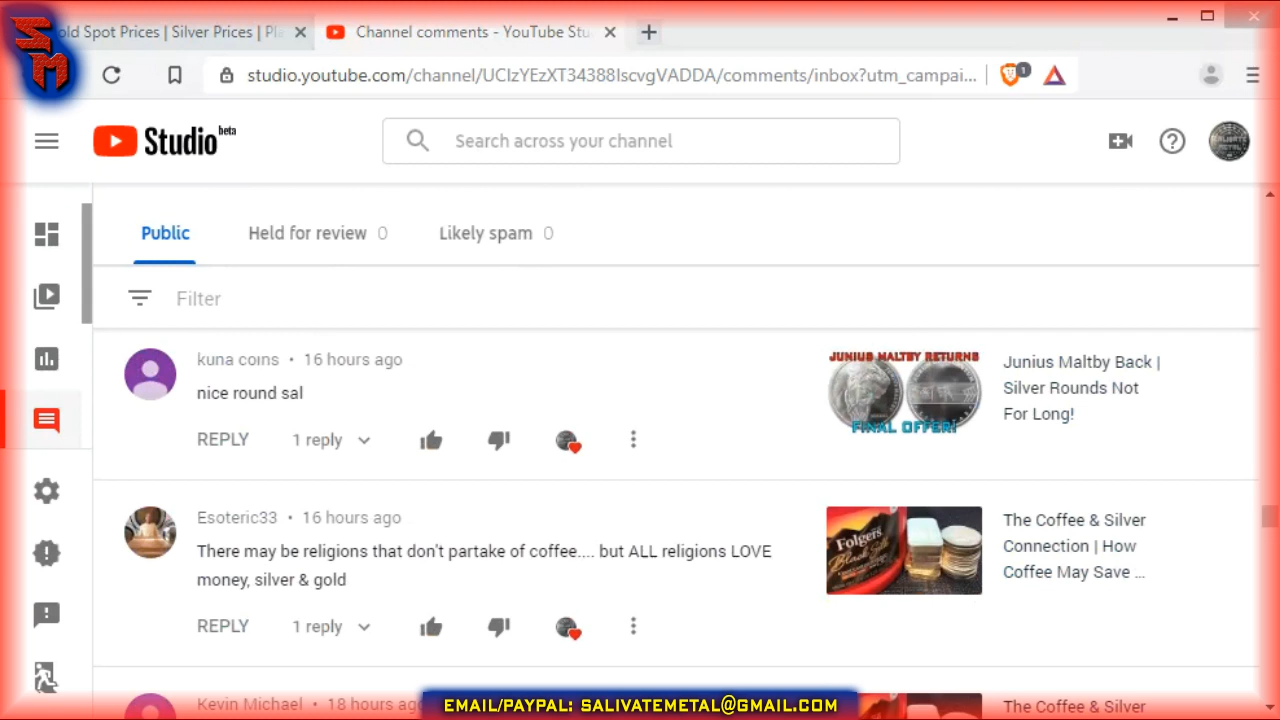 SM
old Spot Prices | Silver Prices | Pl
Channel comments - YouTube Stu
studio.youtube.com/channel/UCIzYEzXT34388IscvgVADDA/comments/inbox?utm_campai...
1
Studio beta
Search across your channel
Public
Held for review 0
Likely spam 0
Filter
kuna coins • 16 hours ago
nice round sal
REPLY
1 reply
JUNIUS MALTBY RETURNS
FINAL OFFER!
Junius Maltby Back |
Silver Rounds Not
For Long!
Esoteric33 • 16 hours ago
There may be religions that don't partake of coffee.... but ALL religions LOVE
money, silver & gold
REPLY
1 reply
Folgers
Black Silk
The Coffee & Silver
Connection | How
Coffee May Save ...
Kevin Michael • 18 hours ag
The Coffee & Silver
EMAIL/PAYPAL: SALIVATEMETAL@GMAIL.COM